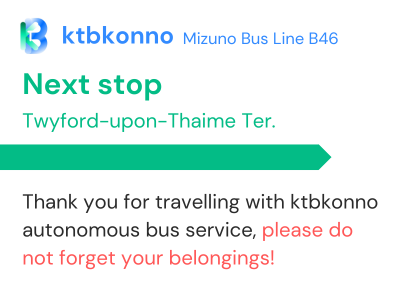 ktbkonno Mizuno Bus Line B46
Next stop
Twyford-upon-Thaime Ter.
Thank you for travelling with ktbkonno
autonomous bus service, please do
not forget your belongings!